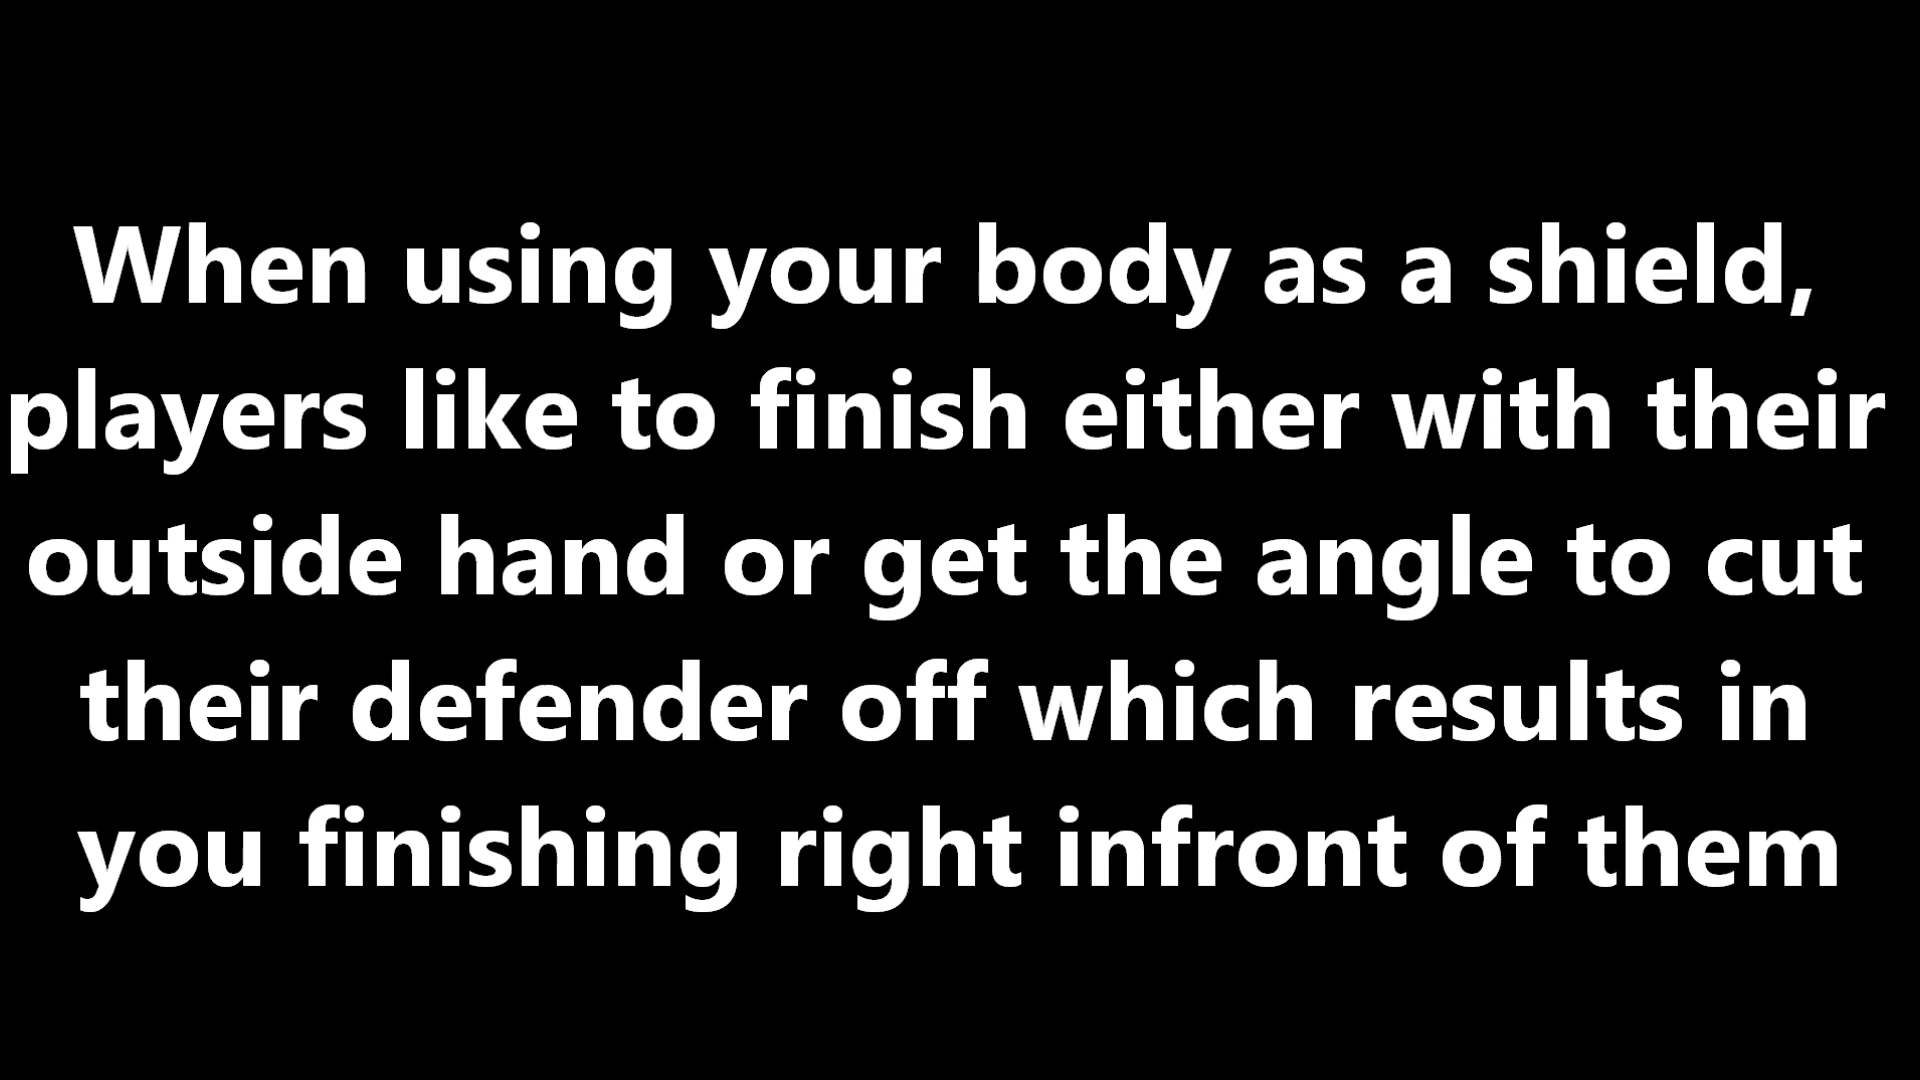 When using your body as a shield,
players like to finish either with their
outside hand or get the angle to cut
their defender off which results in
you finishing right infront of them